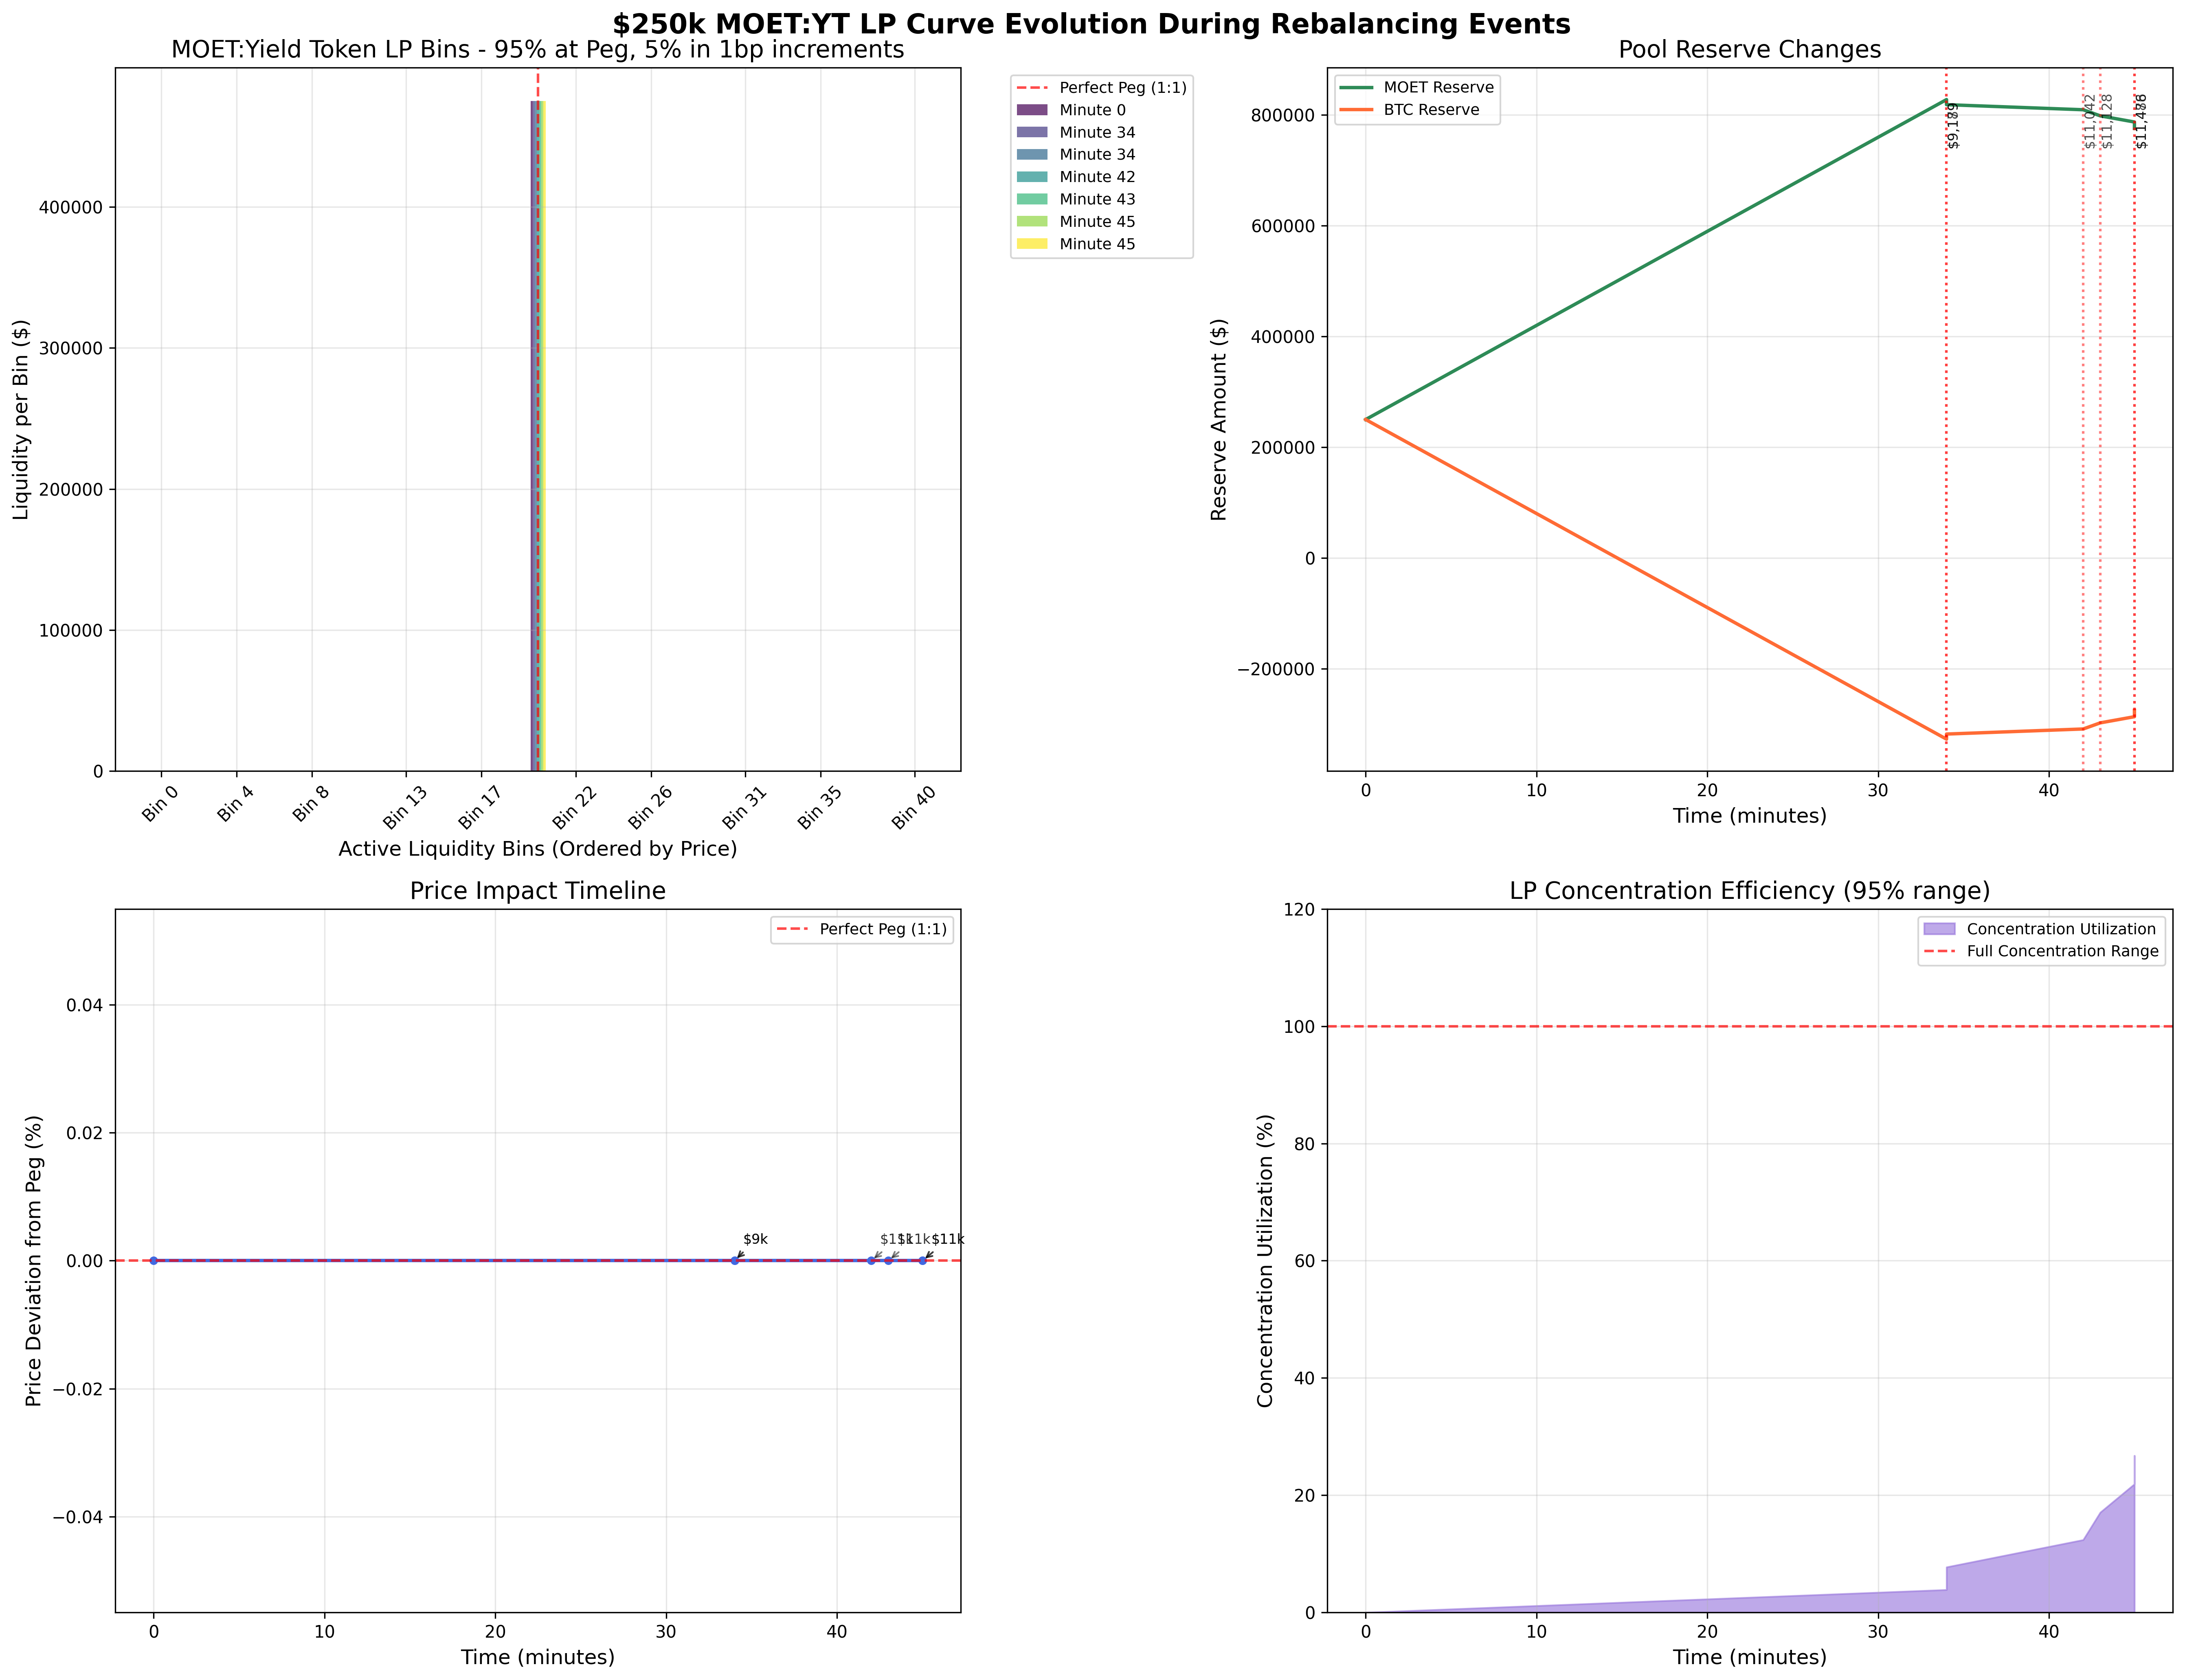 $250k MOET:YT LP Curve Evolution During Rebalancing Events
MOET:Yield Token LP Bins - 95% at Peg, 5% in 1bp increments
Liquidity per Bin ($)
400000
300000
200000
100000
0
Bin 0
Bin 4
Bin 8
Bin 13
Bin 17
Bin 22
Bin 26
Bin 31
Bin 35
Bin 40
Active Liquidity Bins (Ordered by Price)
Perfect Peg (1:1)
Minute 0
Minute 34
Minute 34
Minute 42
Minute 43
Minute 45
Minute 45
Pool Reserve Changes
MOET Reserve
BTC Reserve
Reserve Amount ($)
800000
600000
400000
200000
0
−200000
$11,042
$11,128
0
10
20
30
40
Time (minutes)
Price Impact Timeline
Perfect Peg (1:1)
Price Deviation from Peg (%)
0.04
0.02
0.00
−0.02
−0.04
$9k
$11k
$11k
$11k
0
10
20
30
40
Time (minutes)
LP Concentration Efficiency (95% range)
Concentration Utilization
Full Concentration Range
Concentration Utilization (%)
120
100
80
60
40
20
0
0
10
20
30
40
Time (minutes)